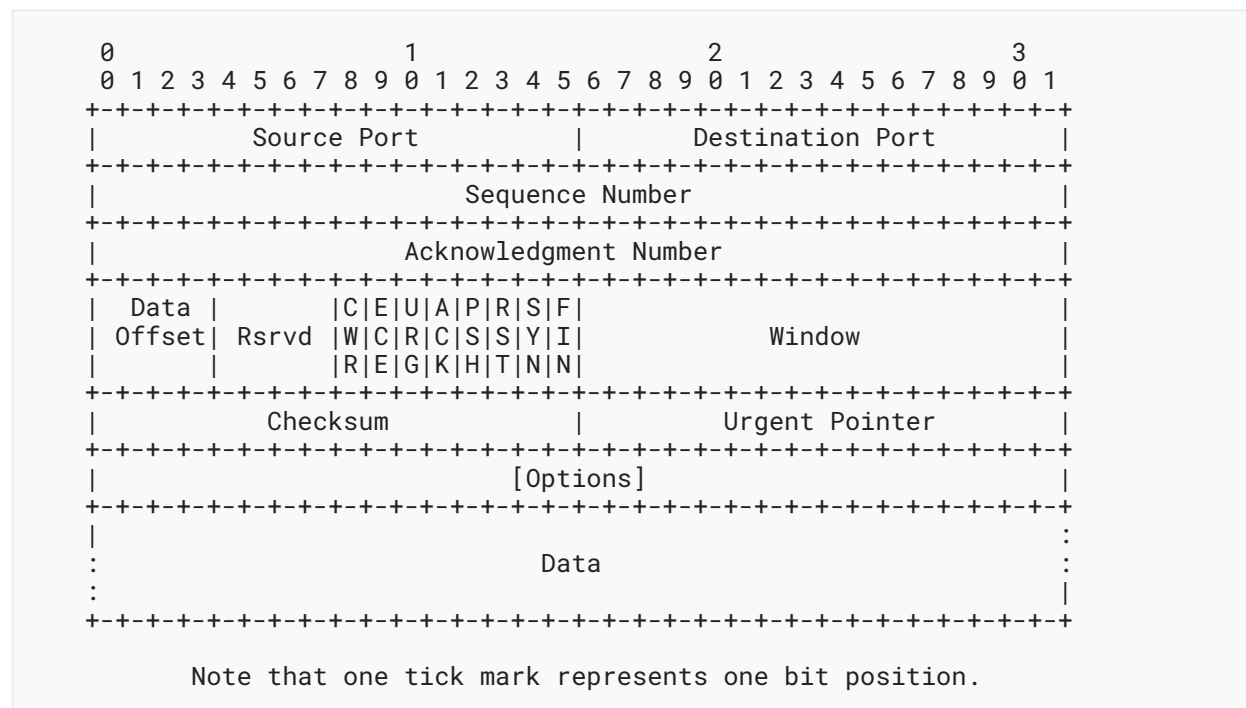 0                   1                   2                   3
 0 1 2 3 4 5 6 7 8 9 0 1 2 3 4 5 6 7 8 9 0 1 2 3 4 5 6 7 8 9 0 1
+-+-+-+-+-+-+-+-+-+-+-+-+-+-+-+-+-+-+-+-+-+-+-+-+-+-+-+-+-+-+-+-+
|          Source Port          |       Destination Port        |
+-+-+-+-+-+-+-+-+-+-+-+-+-+-+-+-+-+-+-+-+-+-+-+-+-+-+-+-+-+-+-+-+
|                        Sequence Number                        |
+-+-+-+-+-+-+-+-+-+-+-+-+-+-+-+-+-+-+-+-+-+-+-+-+-+-+-+-+-+-+-+-+
|                    Acknowledgment Number                      |
+-+-+-+-+-+-+-+-+-+-+-+-+-+-+-+-+-+-+-+-+-+-+-+-+-+-+-+-+-+-+-+-+
|  Data |       |C|E|U|A|P|R|S|F|                               |
| Offset| Rsrvd |W|C|R|C|S|S|Y|I|            Window             |
|       |       |R|E|G|K|H|T|N|N|                               |
+-+-+-+-+-+-+-+-+-+-+-+-+-+-+-+-+-+-+-+-+-+-+-+-+-+-+-+-+-+-+-+-+
|           Checksum            |         Urgent Pointer        |
+-+-+-+-+-+-+-+-+-+-+-+-+-+-+-+-+-+-+-+-+-+-+-+-+-+-+-+-+-+-+-+-+
|                           [Options]                           |
+-+-+-+-+-+-+-+-+-+-+-+-+-+-+-+-+-+-+-+-+-+-+-+-+-+-+-+-+-+-+-+-+
|                                                               :
:                             Data                              :
:                                                               |
+-+-+-+-+-+-+-+-+-+-+-+-+-+-+-+-+-+-+-+-+-+-+-+-+-+-+-+-+-+-+-+-+
       Note that one tick mark represents one bit position.